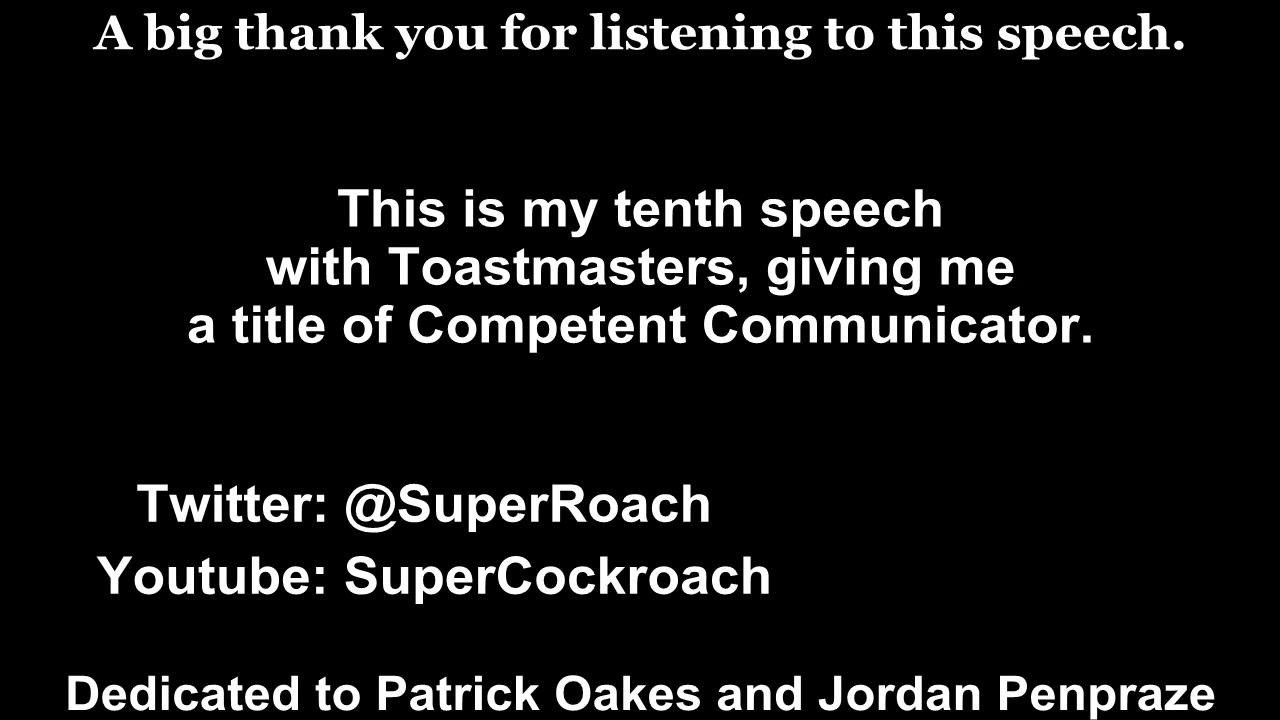 A big thank you for listening to this speech.
This is my tenth speech
with Toastmasters, giving me
a title of Competent Communicator.
Twitter: @SuperRoach
Youtube: SuperCockroach
Dedicated to Patrick Oakes and Jordan Penpraze